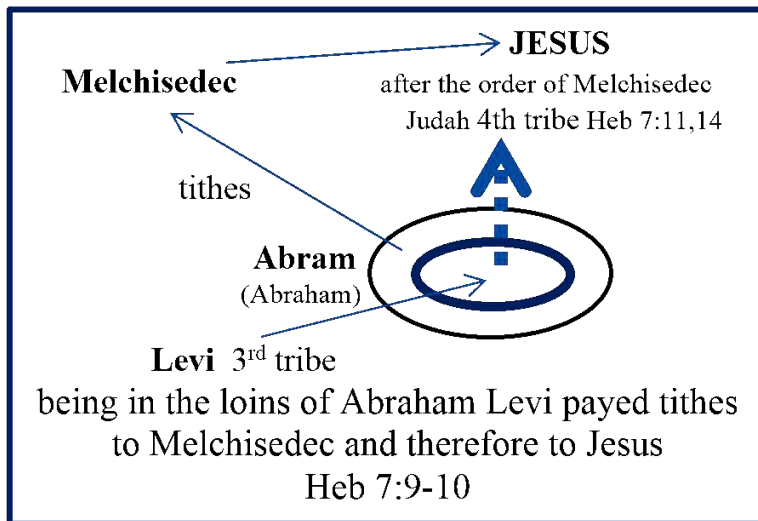 JESUS
Melchisedec
after the order of Melchisedec
Judah 4th tribe Heb 7:11,14
tithes
Abram
(Abraham)
Levi 3rd tribe
being in the loins of Abraham Levi payed tithes
to Melchisedec and therefore to Jesus
Heb 7:9-10